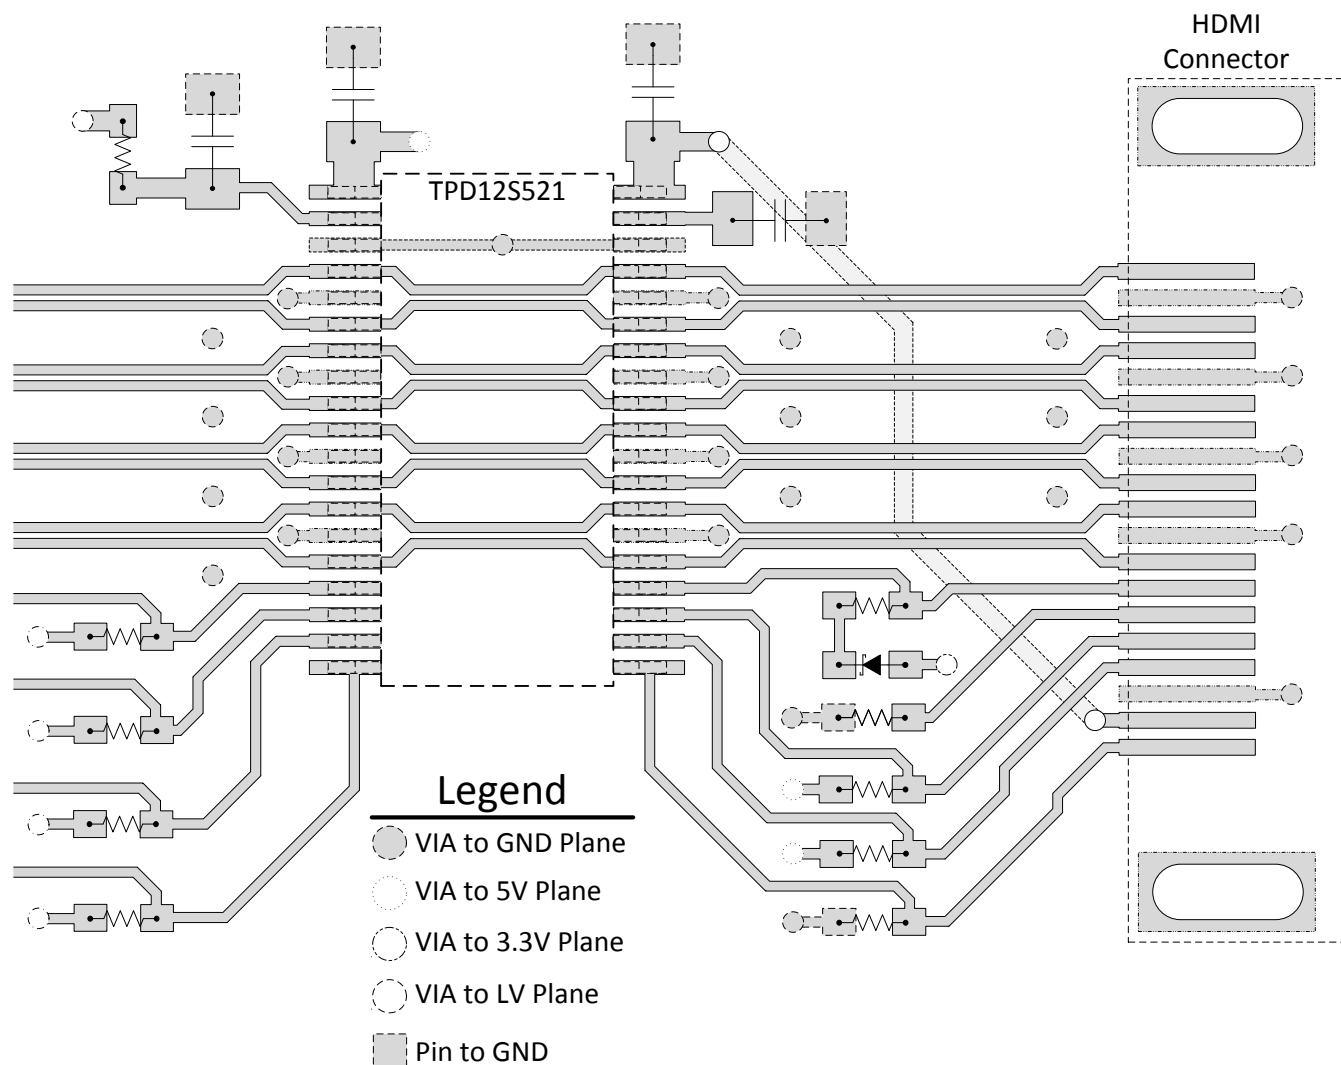 HDMI
Connector
TPD12S521
Legend
VIA to GND Plane
VIA to 5V Plane
VIA to 3.3V Plane
VIA to LV Plane
Pin to GND